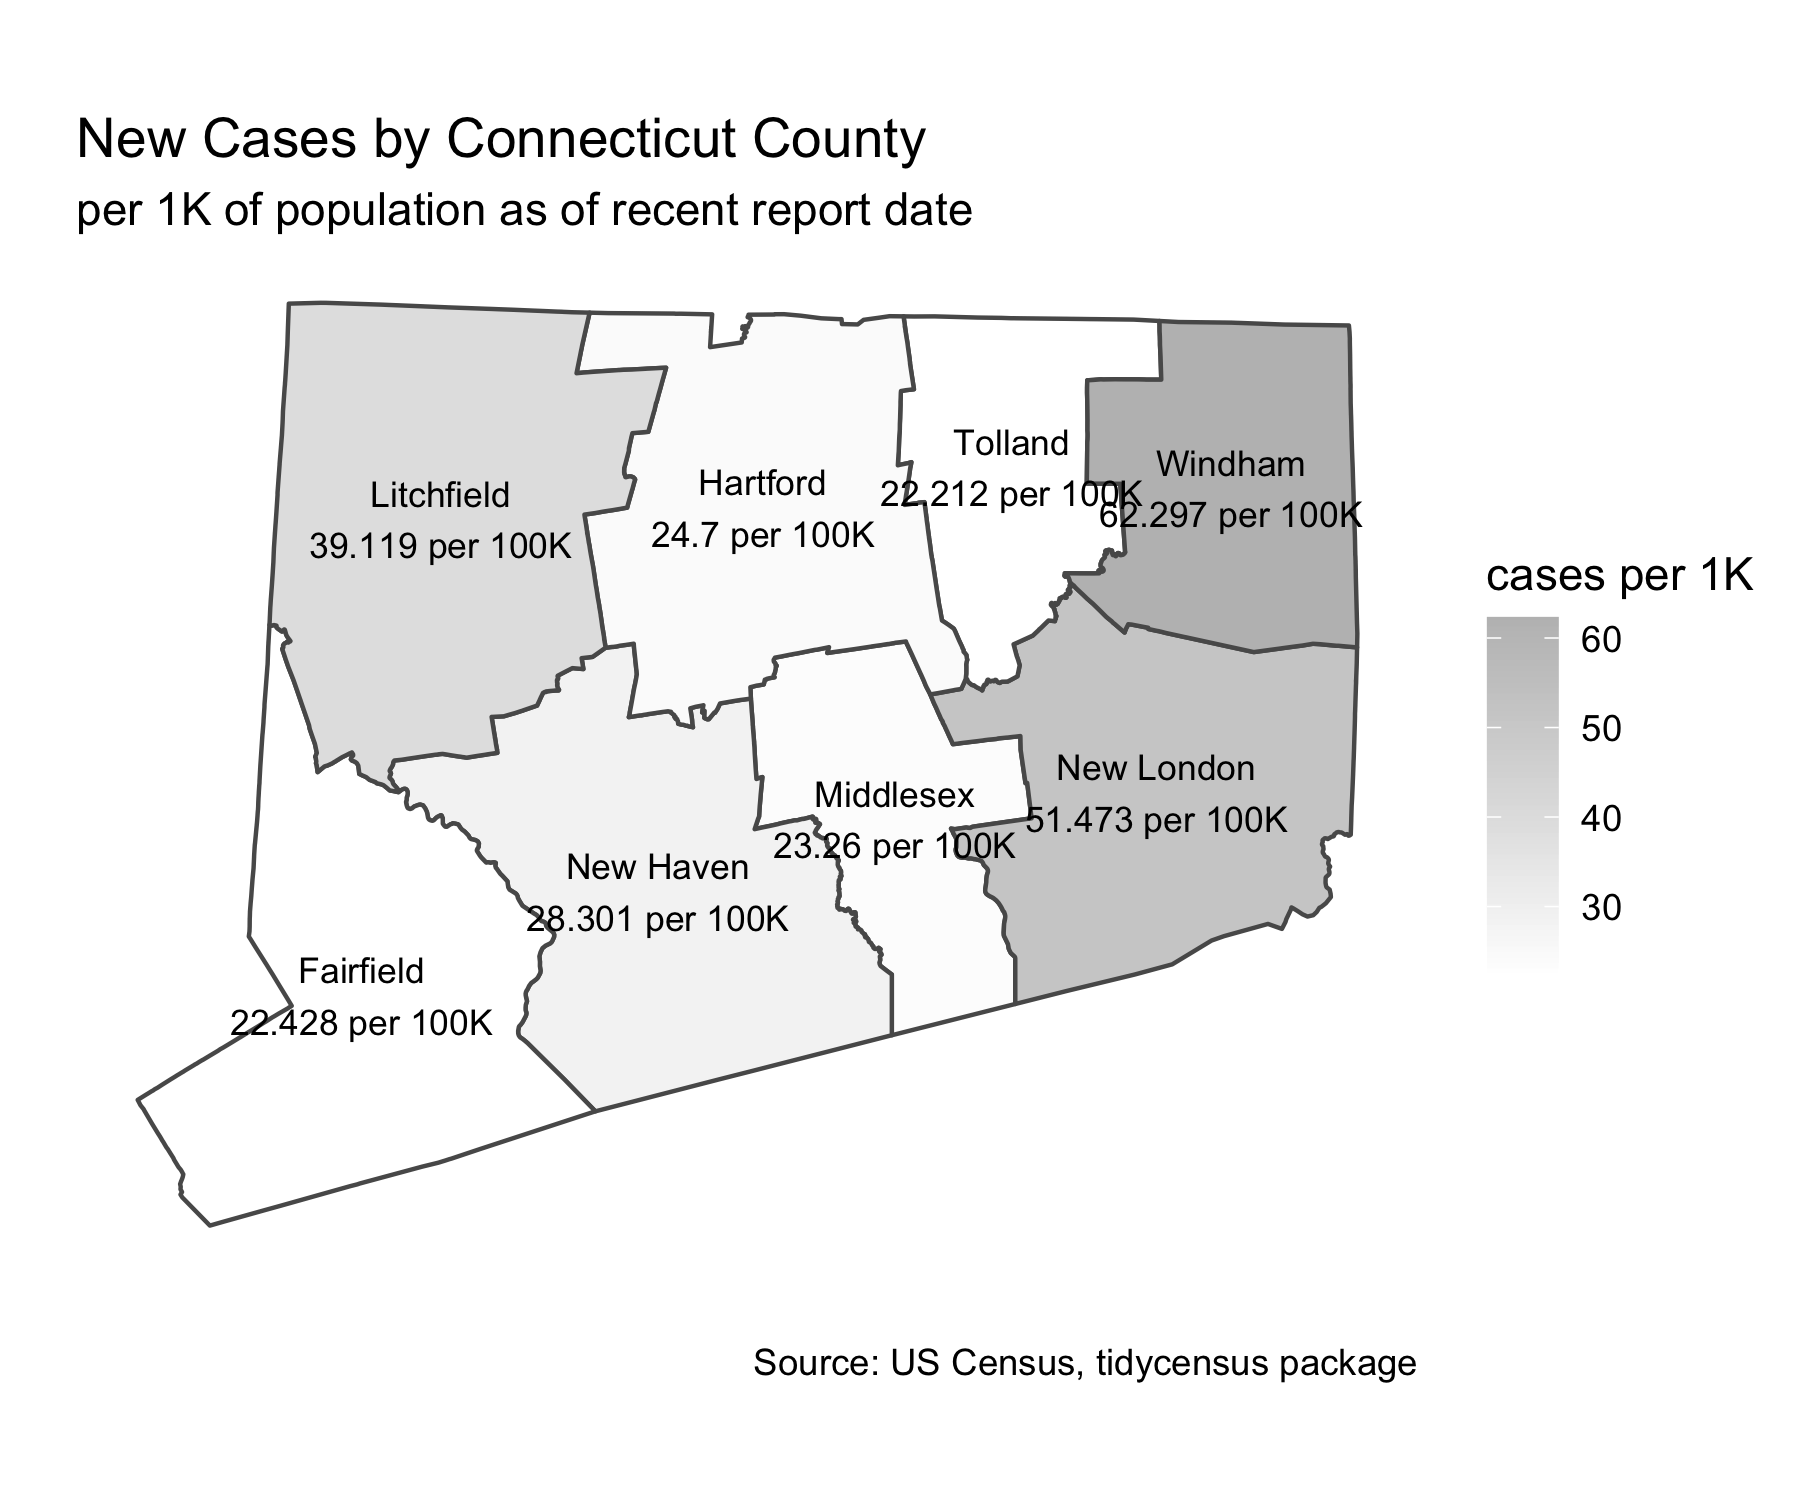 New Cases by Connecticut County
per 1K of population as of recent report date
Tolland
22.212 per 100K
Windham
62.297 per 100K
Hartford
24.7 per 100K
Litchfield
39.119 per 100K
cases per 1K
60
50
40
30
New London
51.473 per 100K
Middlesex
23.26 per 100K
New Haven
28.301 per 100K
Fairfield
22.428 per 100K
Source: US Census, tidycensus package